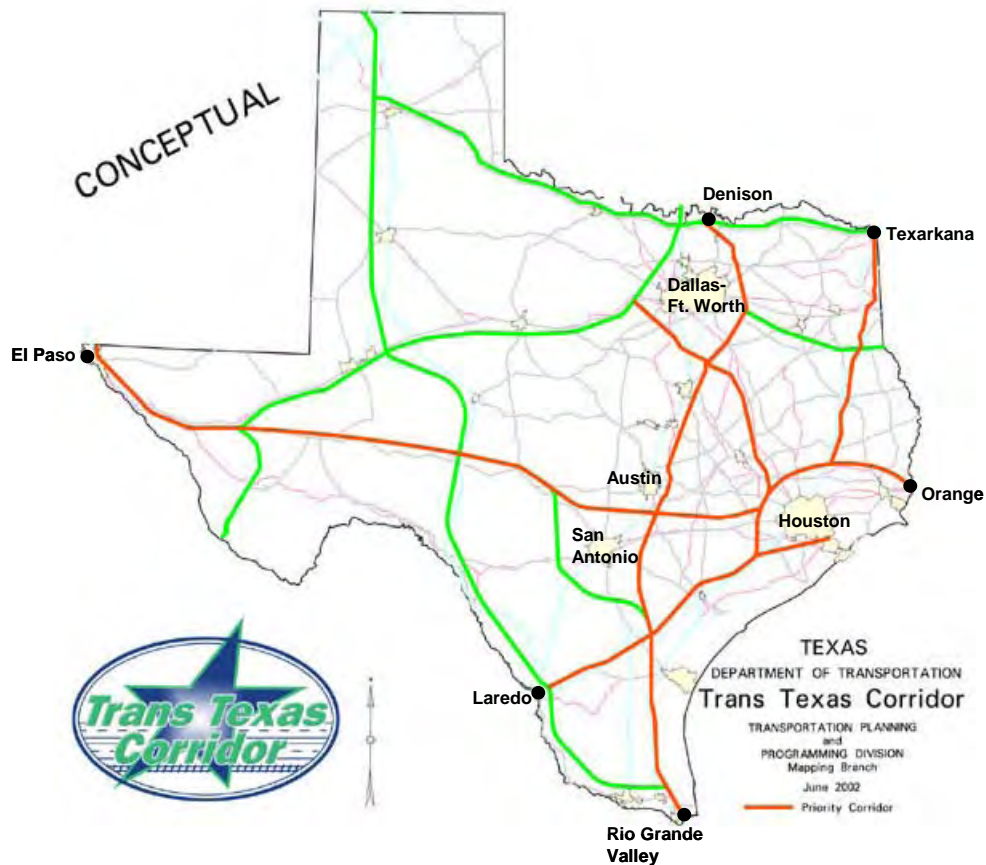 CONCEPTUAL
Denison
Texarkana
Dallas-
Ft. Worth
El Paso
Austin
Orange
Houston
San
Antonio
Laredo
Rio Grande
Valley
Trans Texas
Corridor
TEXAS
DEPARTMENT OF TRANSPORTATION
Trans Texas Corridor
TRANSPORTATION PLANNING
and
PROGRAMMING DIVISION
Mapping Branch
June 2002
Priority Corridor